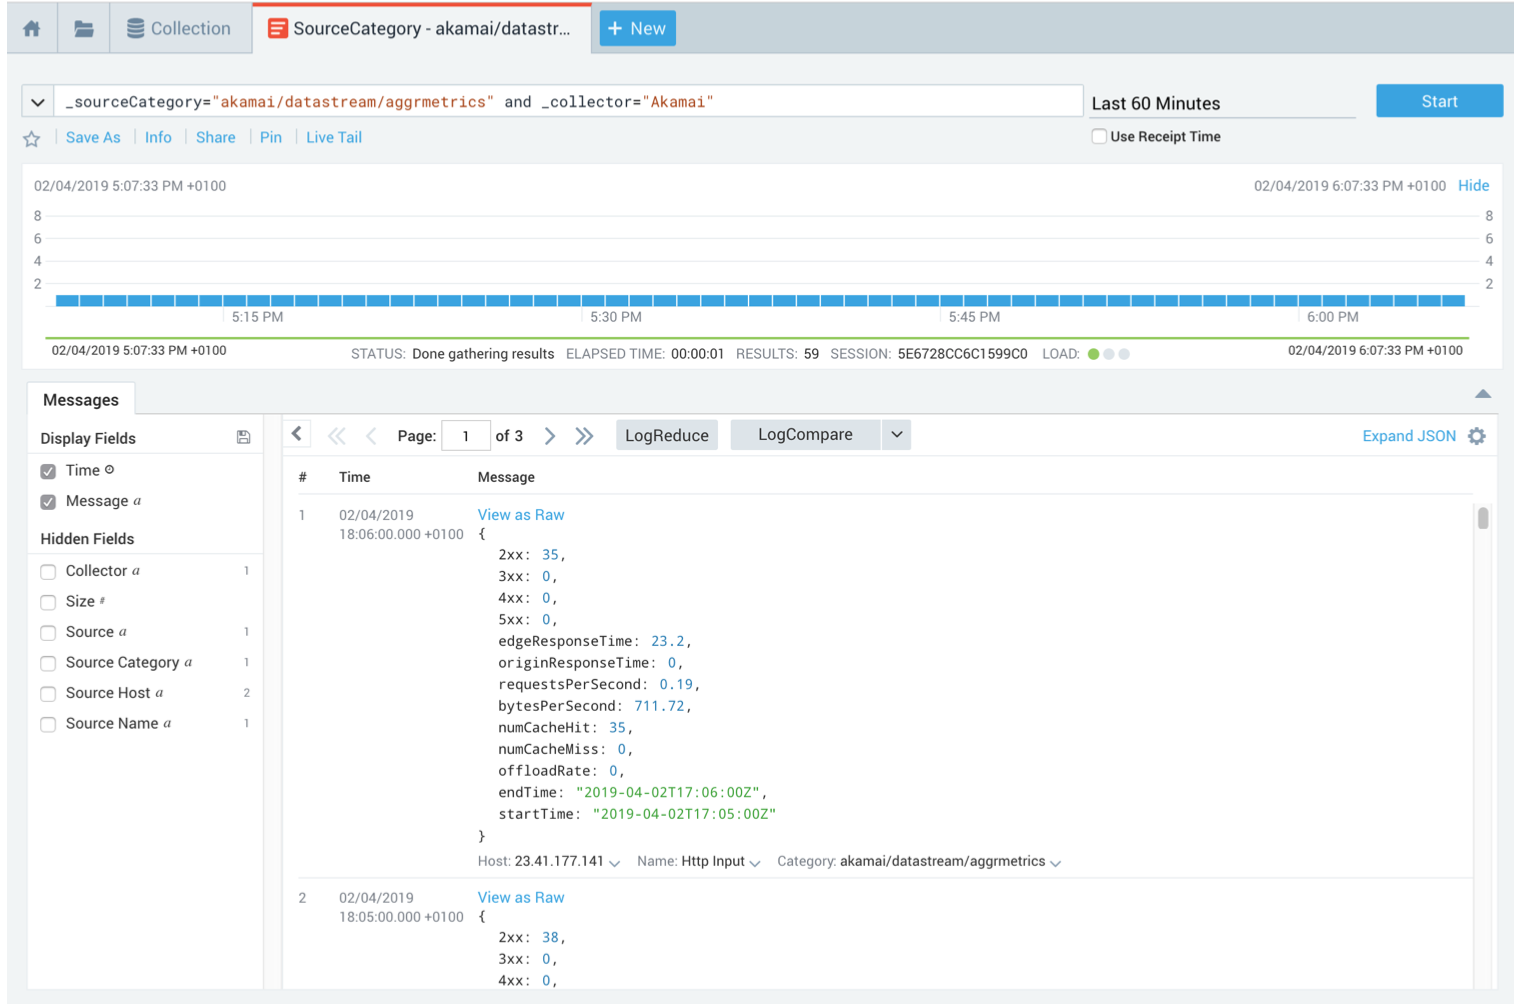 Collection
SourceCategory - akamai/datastr...
+ New
_sourceCategory="akamai/datastream/aggrmetrics" and _collector="Akamai"
Last 60 Minutes
Start
Save As
Info
Share
Pin
Live Tail
Use Receipt Time
02/04/2019 5:07:33 PM +0100
02/04/2019 6:07:33 PM +0100
Hide
8
8
6
6
4
4
2
2
5:15 PM
5:30 PM
5:45 PM
6:00 PM
02/04/2019 5:07:33 PM +0100
STATUS: Done gathering results ELAPSED TIME: 00:00:01 RESULTS: 59 SESSION: 5E6728CC6C1599C0 LOAD:
02/04/2019 6:07:33 PM +0100
Messages
Display Fields
Time
Message a
Hidden Fields
Collector a 1
Size #
Source a 1
Source Category a 1
Source Host a 2
Source Name a 1
Page: 1 of 3
LogReduce
LogCompare
Expand JSON
# Time Message
1 02/04/2019 View as Raw
18:06:00.000 +0100 {
2xx: 35,
3xx: 0,
4xx: 0,
5xx: 0,
edgeResponseTime: 23.2,
originResponseTime: 0,
requestsPerSecond: 0.19,
bytesPerSecond: 711.72,
numCacheHit: 35,
numCacheMiss: 0,
offloadRate: 0,
endTime: "2019-04-02T17:06:00Z",
startTime: "2019-04-02T17:05:00Z"
}
Host: 23.41.177.141 Name: Http Input Category: akamai/datastream/aggrmetrics
2 02/04/2019 View as Raw
18:05:00.000 +0100 {
2xx: 38,
3xx: 0,
4xx: 0,